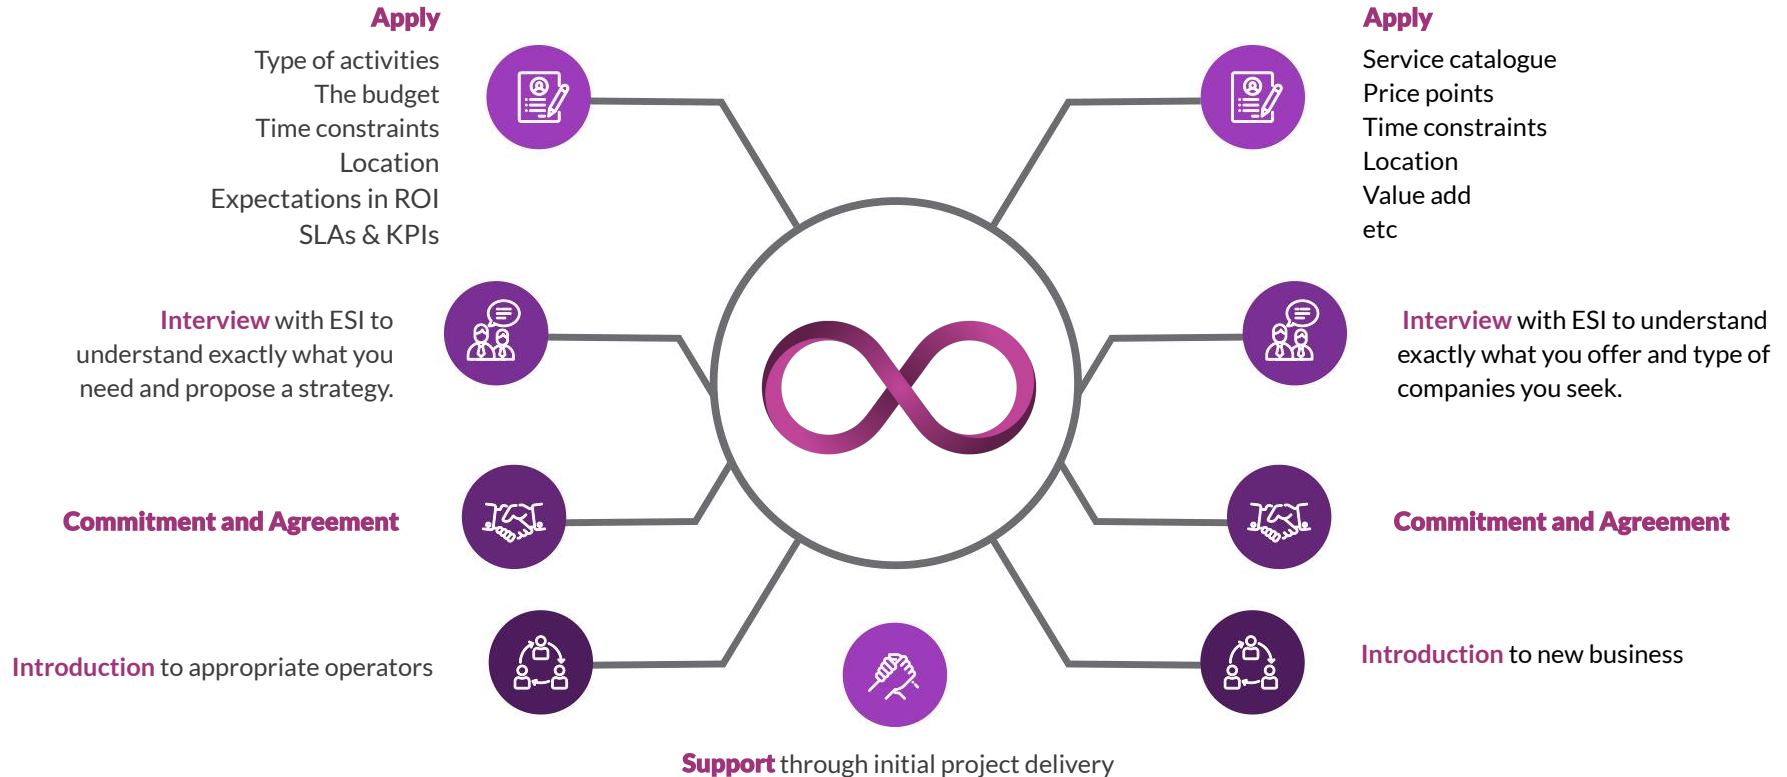 Apply
Type of activities
The budget
Time constraints
Location
Expectations in ROI
SLAs & KPIs
Interview with ESI to
understand exactly what you
need and propose a strategy.
Commitment and Agreement
Introduction to appropriate operators
Apply
Service catalogue
Price points
Time constraints
Location
Value add
etc
Interview with ESI to understand
exactly what you offer and type of
companies you seek.
Commitment and Agreement
Introduction to new business
Support through initial project delivery